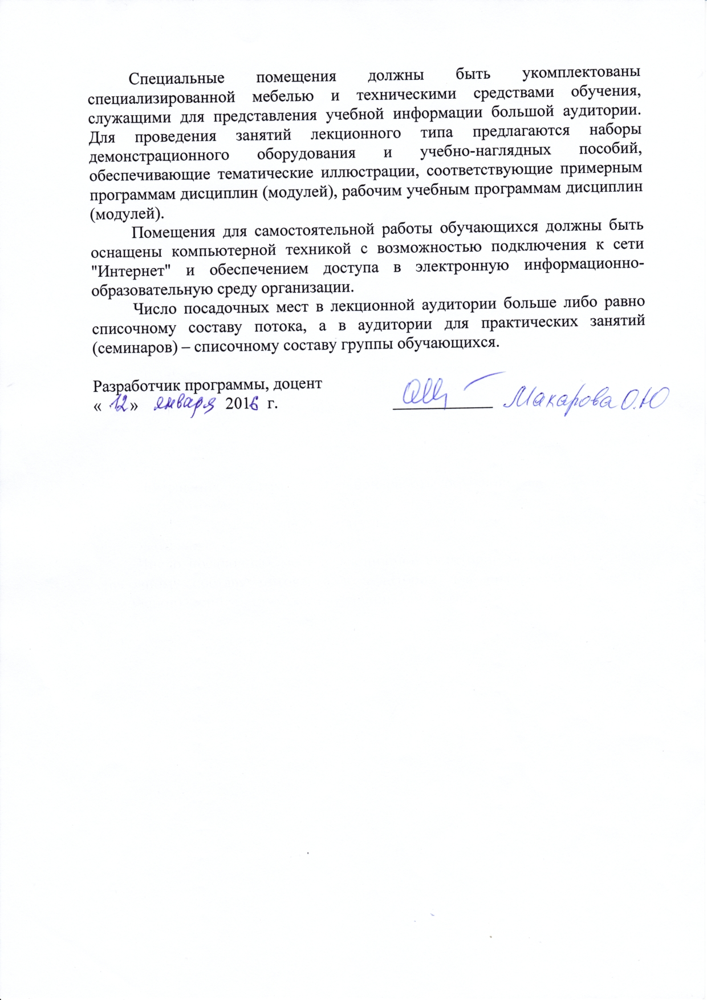 Специальные помещения должны быть укомплектованы
специализированной мебелью и техническими средствами обучения,
служащими для представления учебной информации большой аудитории.
Для проведения занятий лекционного типа предлагаются наборы
демонстрационного оборудования и учебно-наглядных пособий,
обеспечивающие тематические иллюстрации, соответствующие примерным
программам дисциплин (модулей), рабочим учебным программам дисциплин
(модулей).
Помещения для самостоятельной работы обучающихся должны быть
оснащены компьютерной техникой с возможностью подключения к сети
"Интернет" и обеспечением доступа в электронную информационно-
образовательную среду организации.
Число посадочных мест в лекционной аудитории больше либо равно
списочному составу потока, а в аудитории для практических занятий
(семинаров) – списочному составу группы обучающихся.
Разработчик программы, доцент
« 12 » января 2016 г. Макарова О.Ю